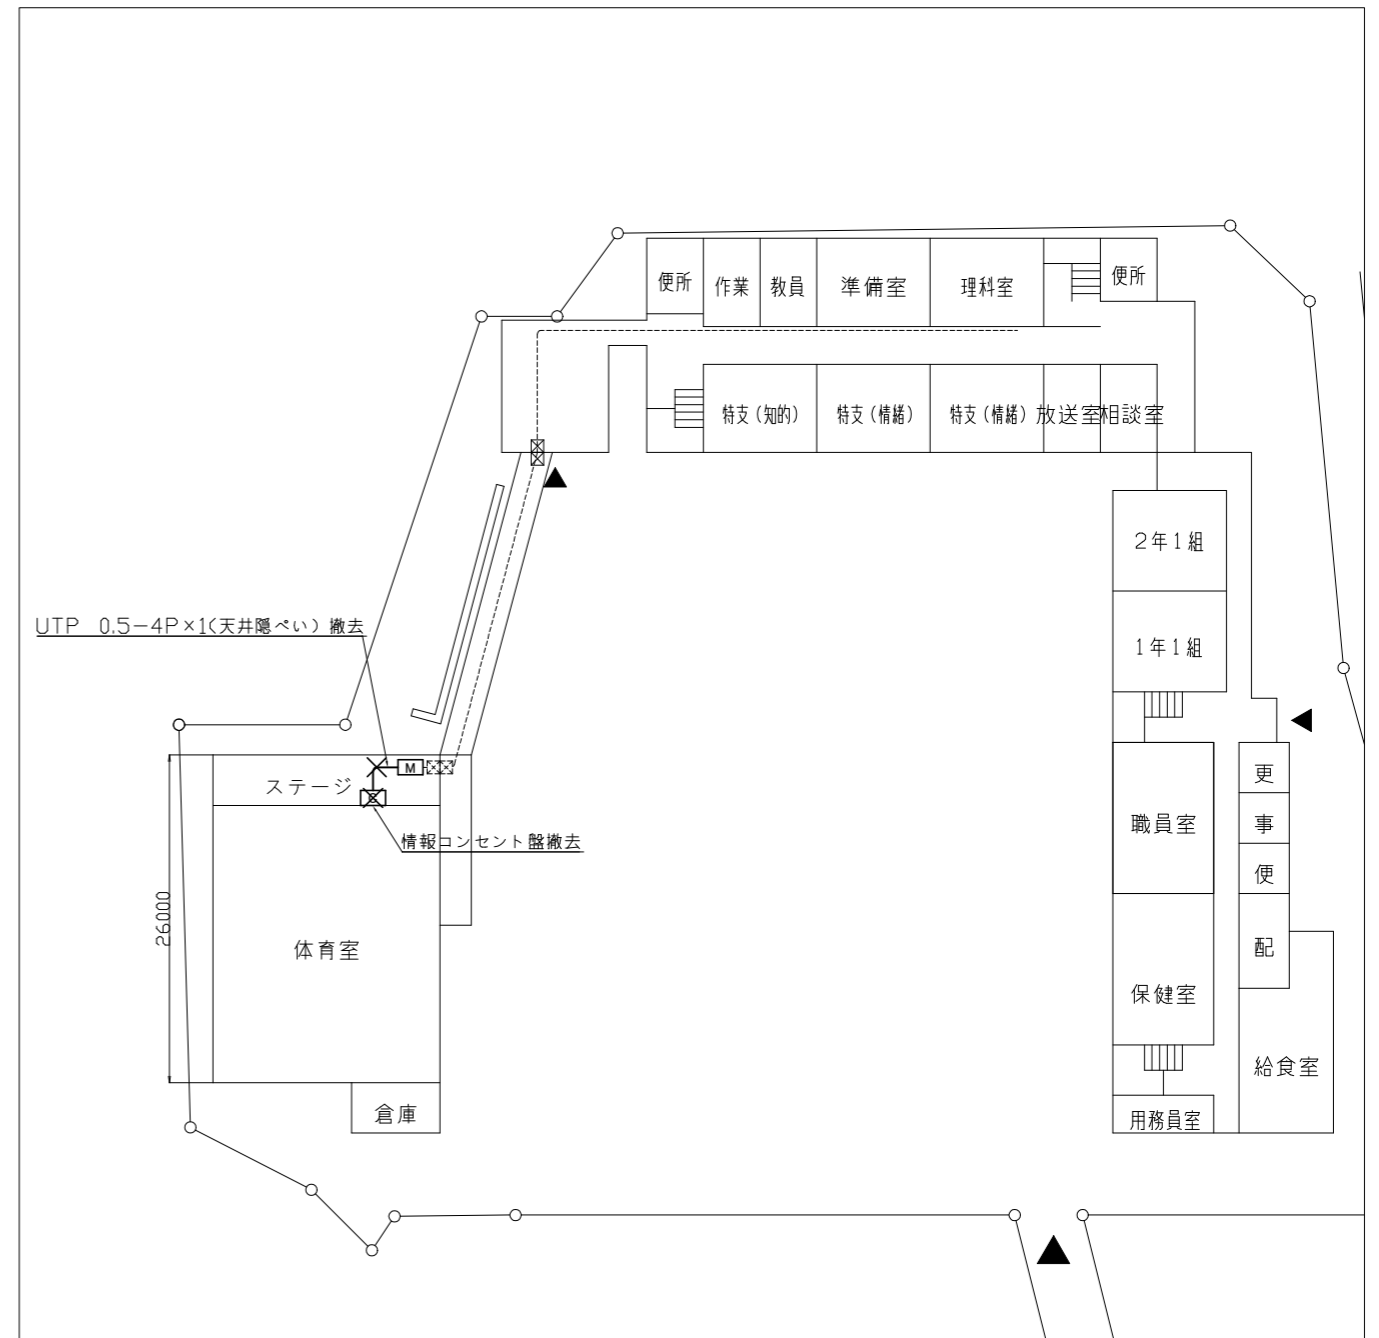 便所
作業
教員
準備室
理科室
便所
特支(知的)
特支(情緒)
特支(情緒)
放送室
相談室
2年1組
UTP 0.5-4P×1(天井隠ぺい)撤去
1年1組
M
ステージ
更
職員室
事
情報コンセント盤撤去
便
26000
体育室
配
保健室
給食室
倉庫
用務員室